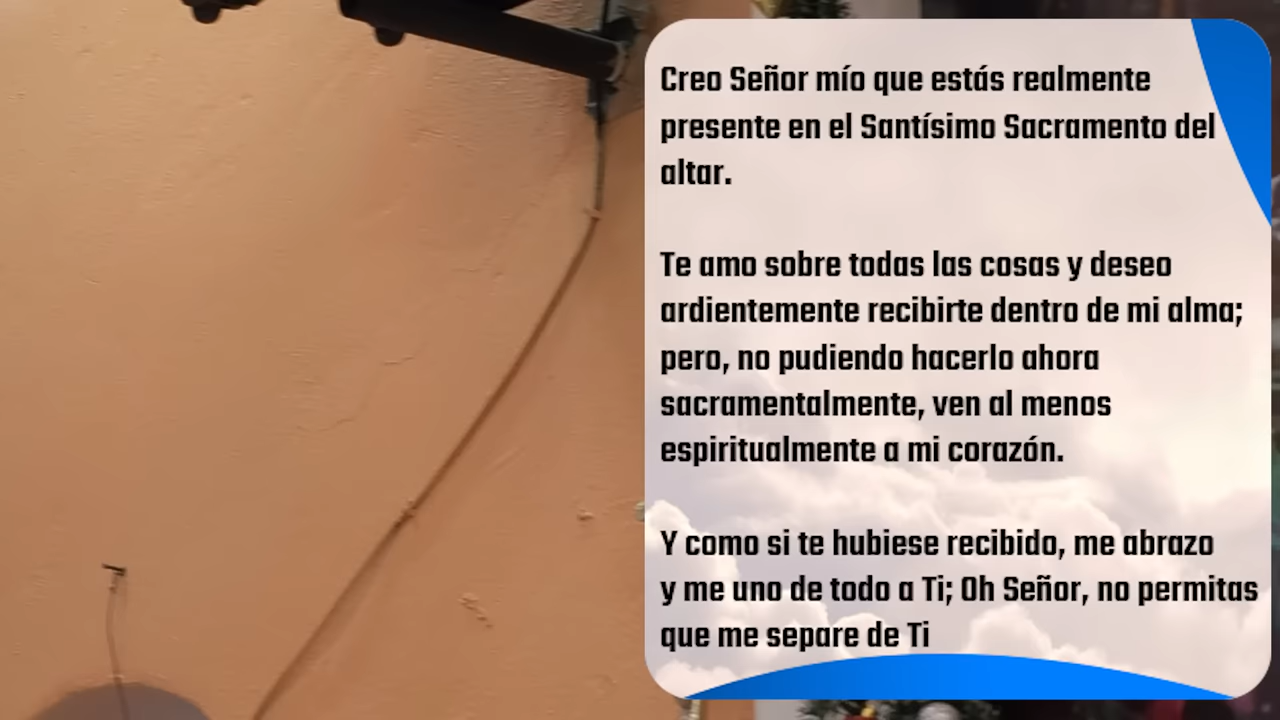 Creo Señor mío que estás realmente
presente en el Santísimo Sacramento del
altar.
Te amo sobre todas las cosas y deseo
ardientemente recibirte dentro de mi alma;
pero, no pudiendo hacerlo ahora
sacramentalmente, ven al menos
espiritualmente a mi corazón.
Y como si te hubiese recibido, me abrazo
y me uno de todo a Ti; Oh Señor, no permitas
que me separe de Ti